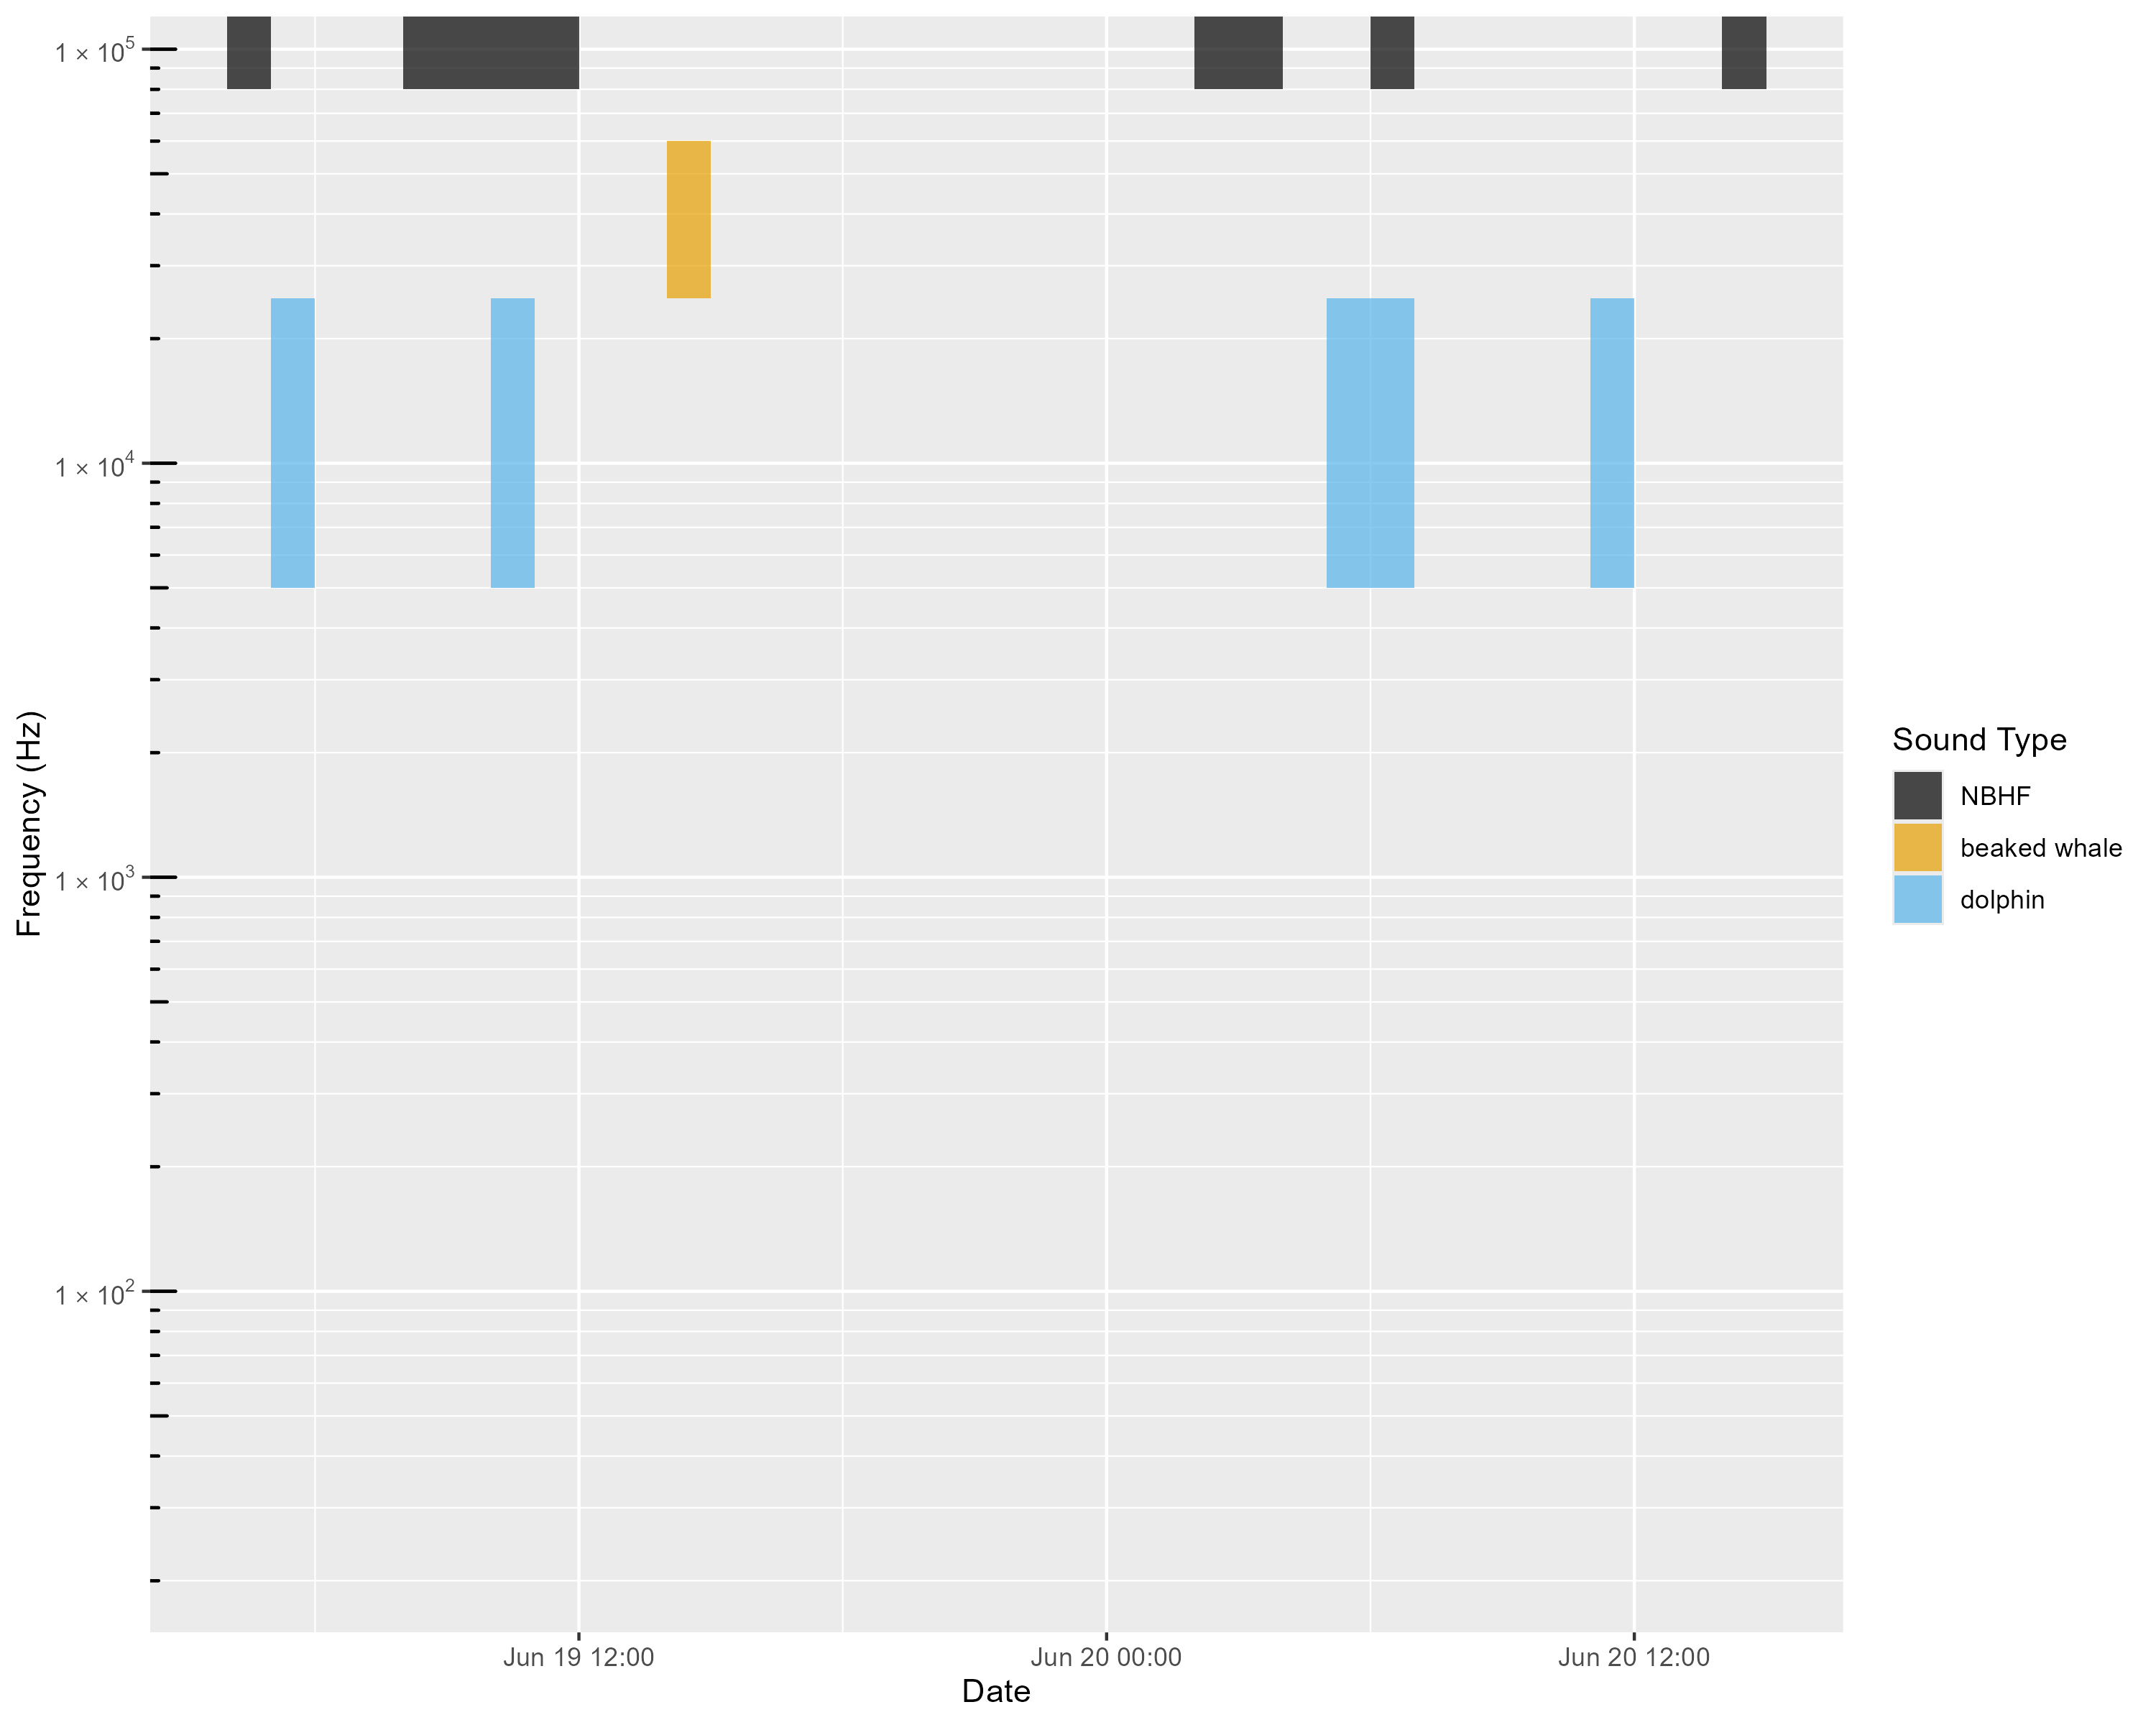 1 × 10⁵
1 × 10⁴
1 × 10³
1 × 10²
Frequency (Hz)
Jun 19 12:00
Jun 20 00:00
Jun 20 12:00
Date
Sound Type
NBHF
beaked whale
dolphin